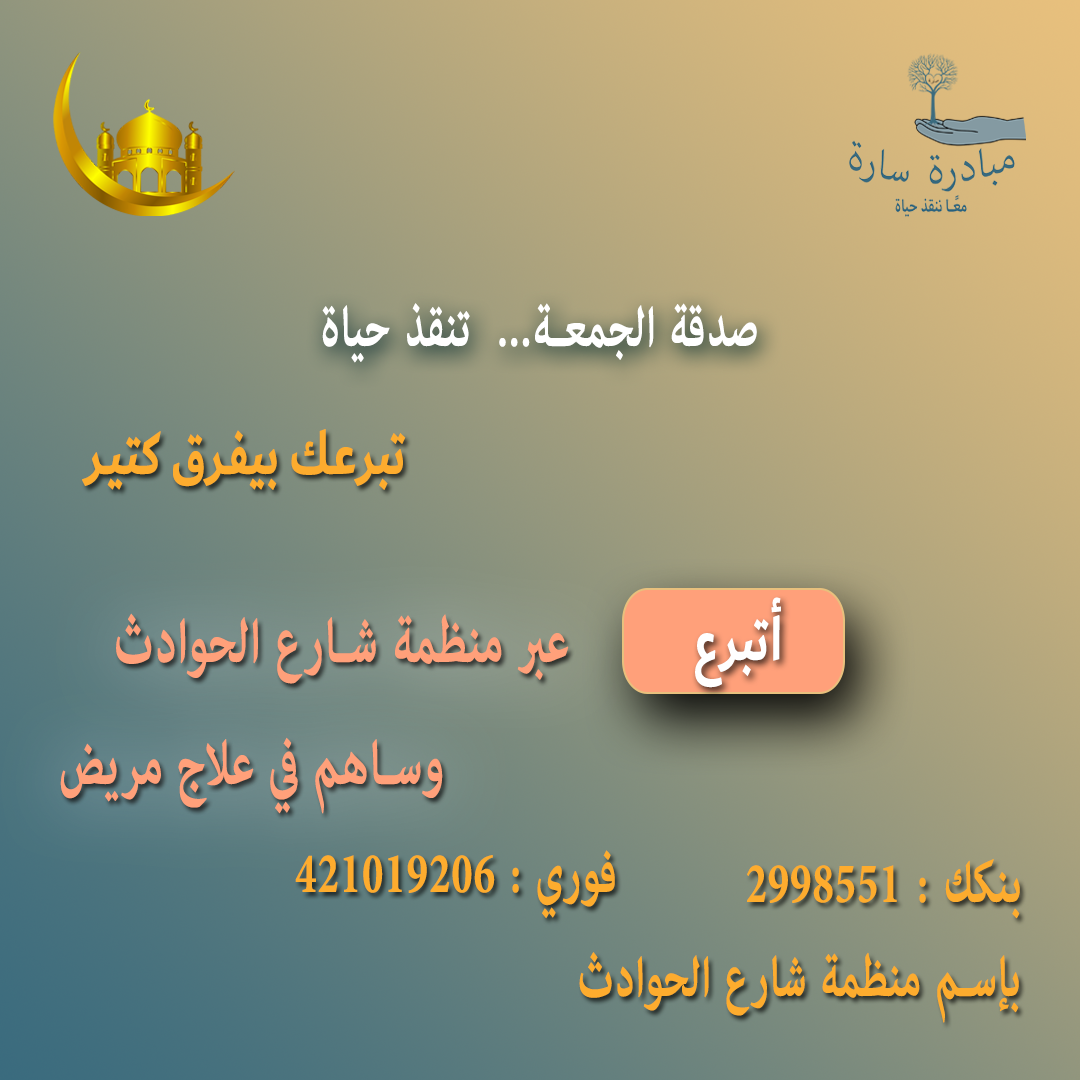 مبادرة سارة
معًـا ننقذ حياة
صدقة الجمعـة... تنقذ حياة
تبرعك بيفرق كتير
أتبرع
عبر منظمة شـارع الحوادث
وسـاهم في علاج مريض
بنكك : 2998551
فوري : 421019206
بإسـم منظمة شارع الحوادث